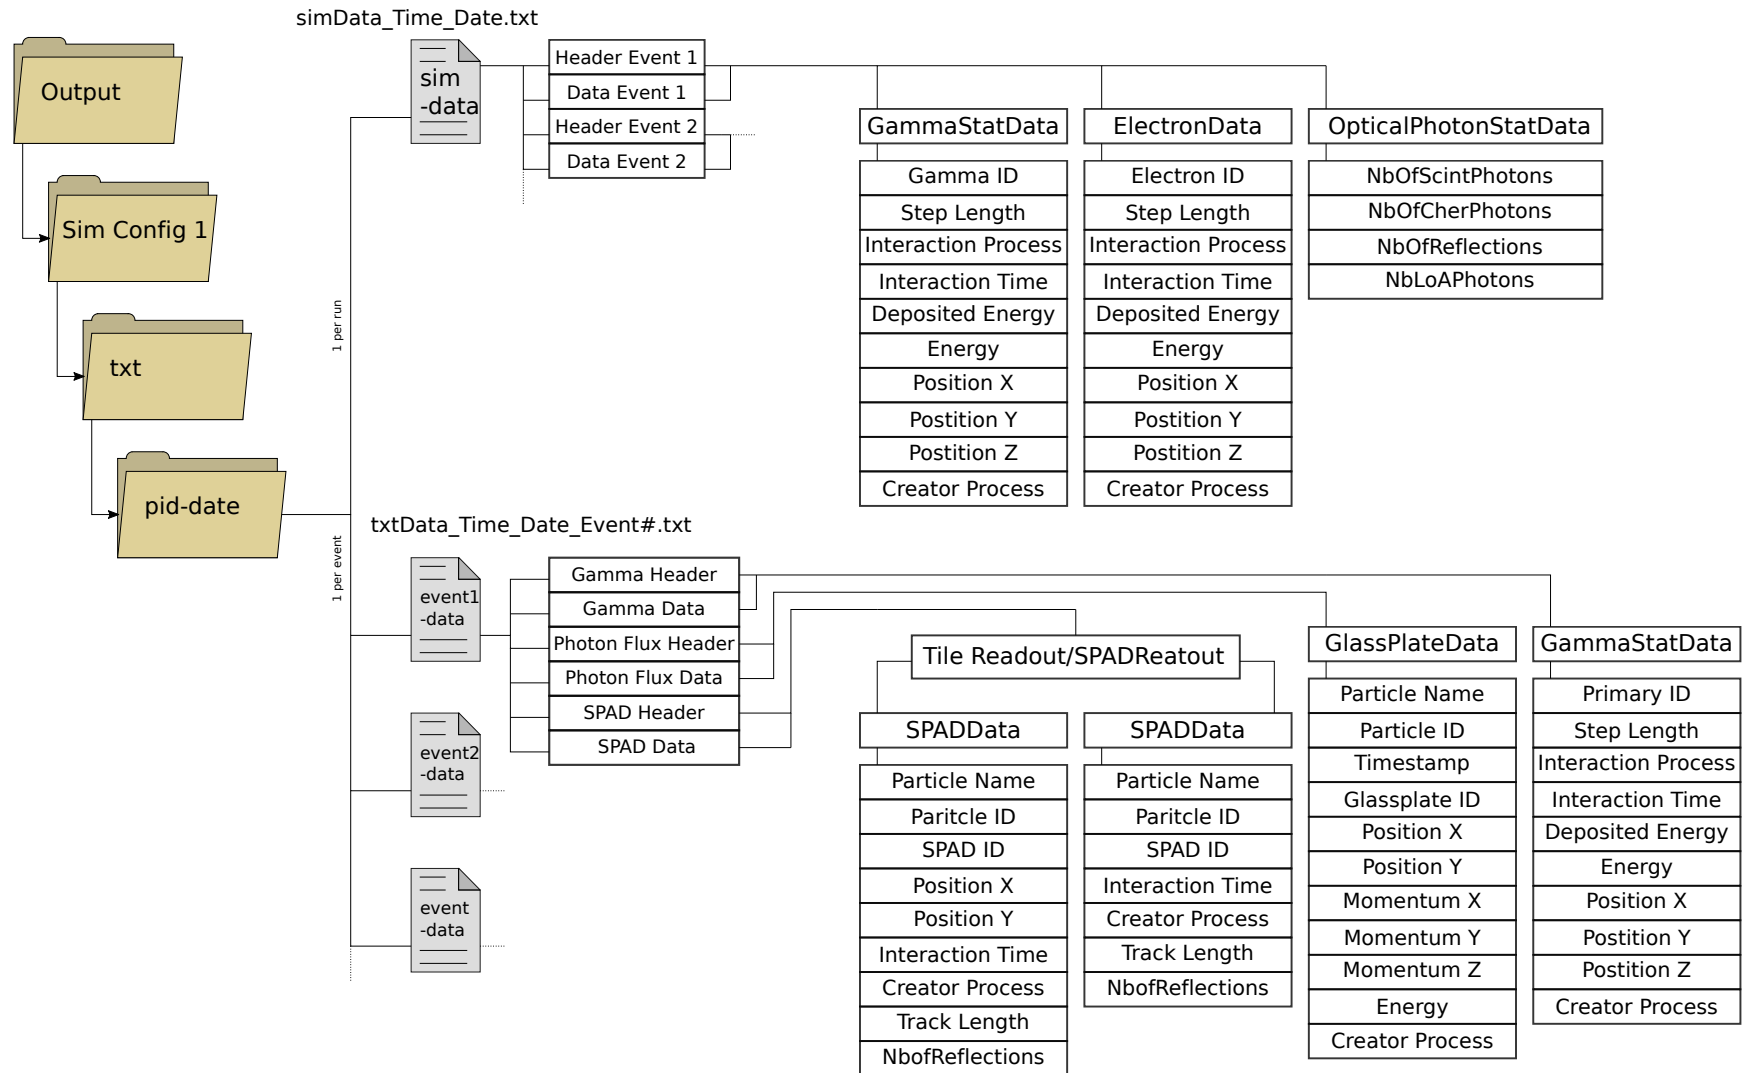 simData_Time_Date.txt
Output
Sim Config 1
txt
pid-date
1 per run
1 per event
sim
-data
Header Event 1
Data Event 1
Header Event 2
Data Event 2
GammaStatData
Gamma ID
Step Length
Interaction Process
Interaction Time
Deposited Energy
Energy
Position X
Postition Y
Postition Z
Creator Process
ElectronData
Electron ID
Step Length
Interaction Process
Interaction Time
Deposited Energy
Energy
Position X
Postition Y
Postition Z
Creator Process
OpticalPhotonStatData
NbOfScintPhotons
NbOfCherPhotons
NbOfReflections
NbLoAPhotons
txtData_Time_Date_Event#.txt
event1
-data
event2
-data
event
-data
Gamma Header
Gamma Data
Photon Flux Header
Photon Flux Data
SPAD Header
SPAD Data
Tile Readout/SPADReatout
SPADData
Particle Name
Paritcle ID
SPAD ID
Position X
Position Y
Interaction Time
Creator Process
Track Length
NbofReflections
SPADData
Particle Name
Paritcle ID
SPAD ID
Interaction Time
Creator Process
Track Length
NbofReflections
GlassPlateData
Particle Name
Particle ID
Timestamp
Glassplate ID
Position X
Position Y
Momentum X
Momentum Y
Momentum Z
Energy
Creator Process
GammaStatData
Primary ID
Step Length
Interaction Process
Interaction Time
Deposited Energy
Energy
Position X
Postition Y
Postition Z
Creator Process